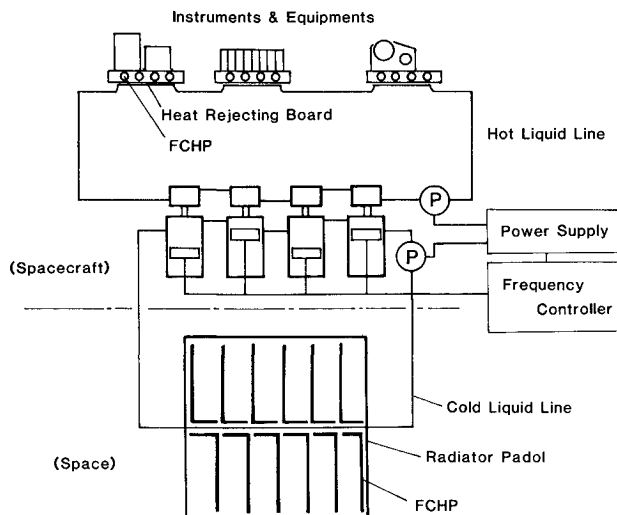 Instruments & Equipments
Heat Rejecting Board
FCHP
Hot Liquid Line
P
Power Supply
P
(Spacecraft)
Frequency
Controller
Cold Liquid Line
Radiator Padol
(Space)
FCHP